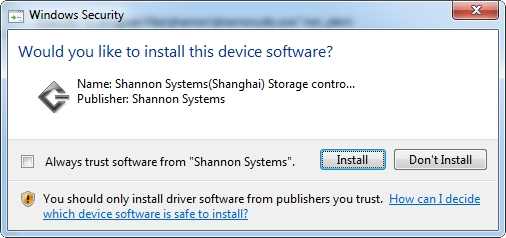 Windows Security
Would you like to install this device software?
Name: Shannon Systems(Shanghai) Storage contro...
Publisher: Shannon Systems
Always trust software from "Shannon Systems".
Install
Don't Install
You should only install driver software from publishers you trust. How can I decide
which device software is safe to install?